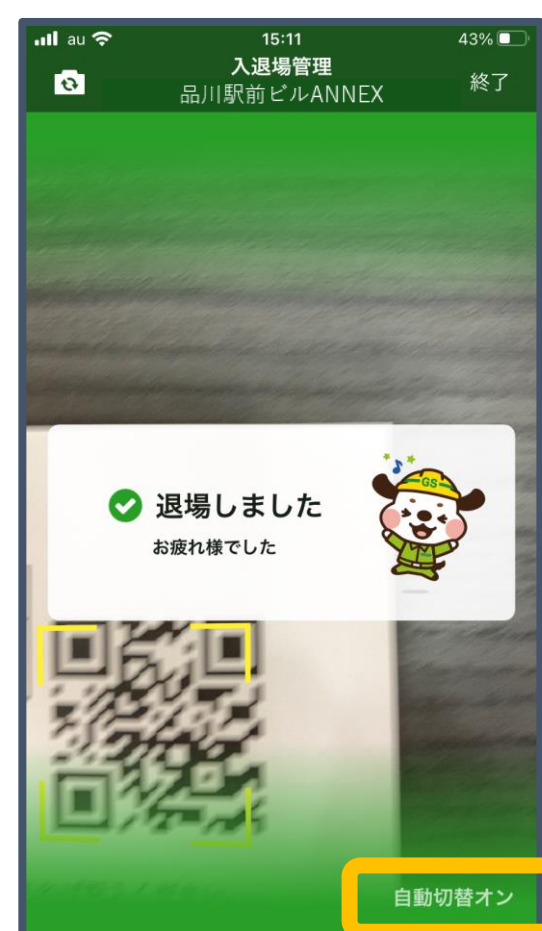 au 15:11 43%
入退場管理
品川駅前ビルANNEX
終了
GS
退場しました
お疲れ様でした
自動切替オン